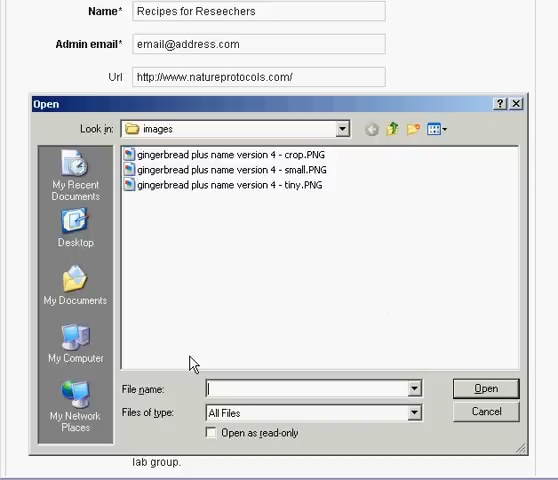 Name* Recipes for Reseechers
Admin email* email@address.com
Url http://www.natureprotocols.com/
Open
Look in: images
gingerbread plus name version 4 - crop.PNG
gingerbread plus name version 4 - small.PNG
gingerbread plus name version 4 - tiny.PNG
My Recent
Documents
Desktop
My Documents
My Computer
My Network
Places
File name: Open
Files of type: All Files Cancel
Open as read-only
lab group.